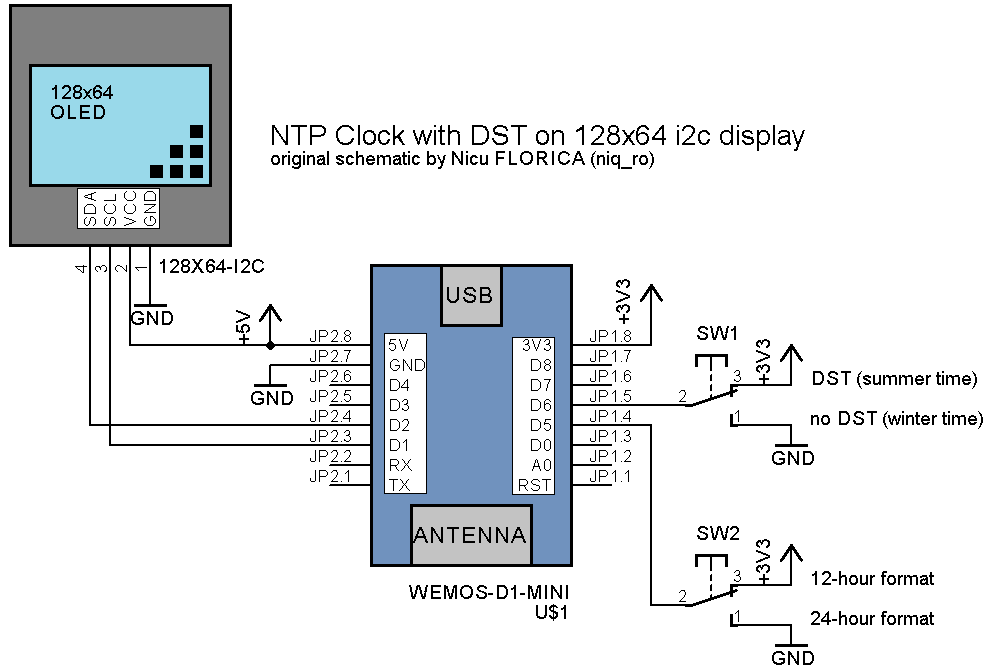 128x64
OLED
NTP Clock with DST on 128x64 i2c display
original schematic by Nicu FLORICA (niq_ro)
SDA
SCL
VCC
GND
4
3
2
1
128X64-I2C
GND
+5V
GND
JP2.8
JP2.7
JP2.6
JP2.5
JP2.4
JP2.3
JP2.2
JP2.1
USB
5V
GND
D4
D3
D2
D1
RX
TX
3V3
D8
D7
D6
D5
D0
A0
RST
ANTENNA
WEMOS-D1-MINI
U$1
JP1.8
JP1.7
JP1.6
JP1.5
JP1.4
JP1.3
JP1.2
JP1.1
+3V3
SW1
2
3
1
+3V3
DST (summer time)
no DST (winter time)
GND
SW2
2
3
1
+3V3
12-hour format
24-hour format
GND